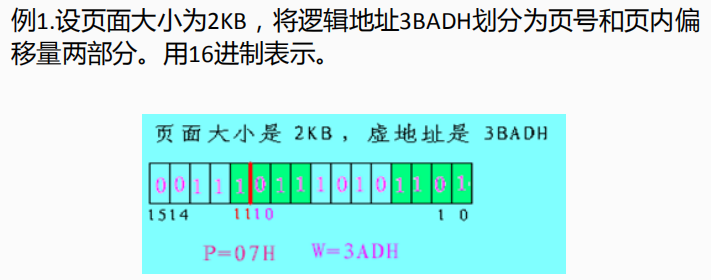 例1.设页面大小为2KB，将逻辑地址3BADH划分为页号和页内偏
移量两部分。用16进制表示。
页面大小是 2KB， 虚地址是 3BADH
0 0 1 1 1 0 1 1 1 0 1 0 1 1 0 1
15 14 11 10 1 0
P=07H W=3ADH